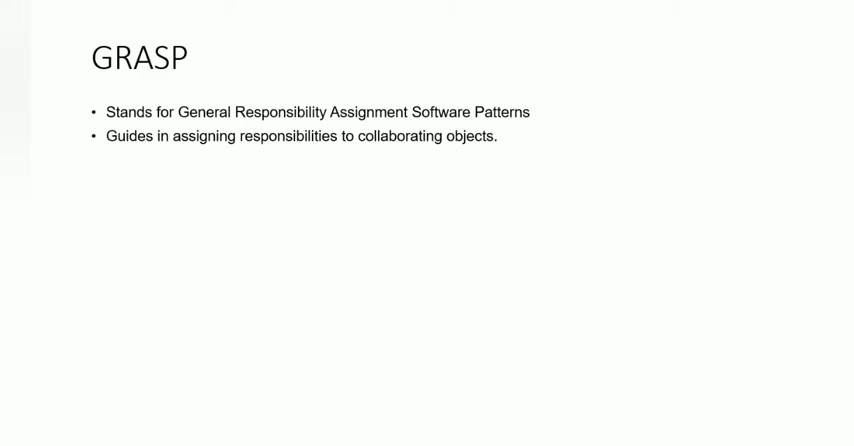 GRASP
• Stands for General Responsibility Assignment Software Patterns
• Guides in assigning responsibilities to collaborating objects.